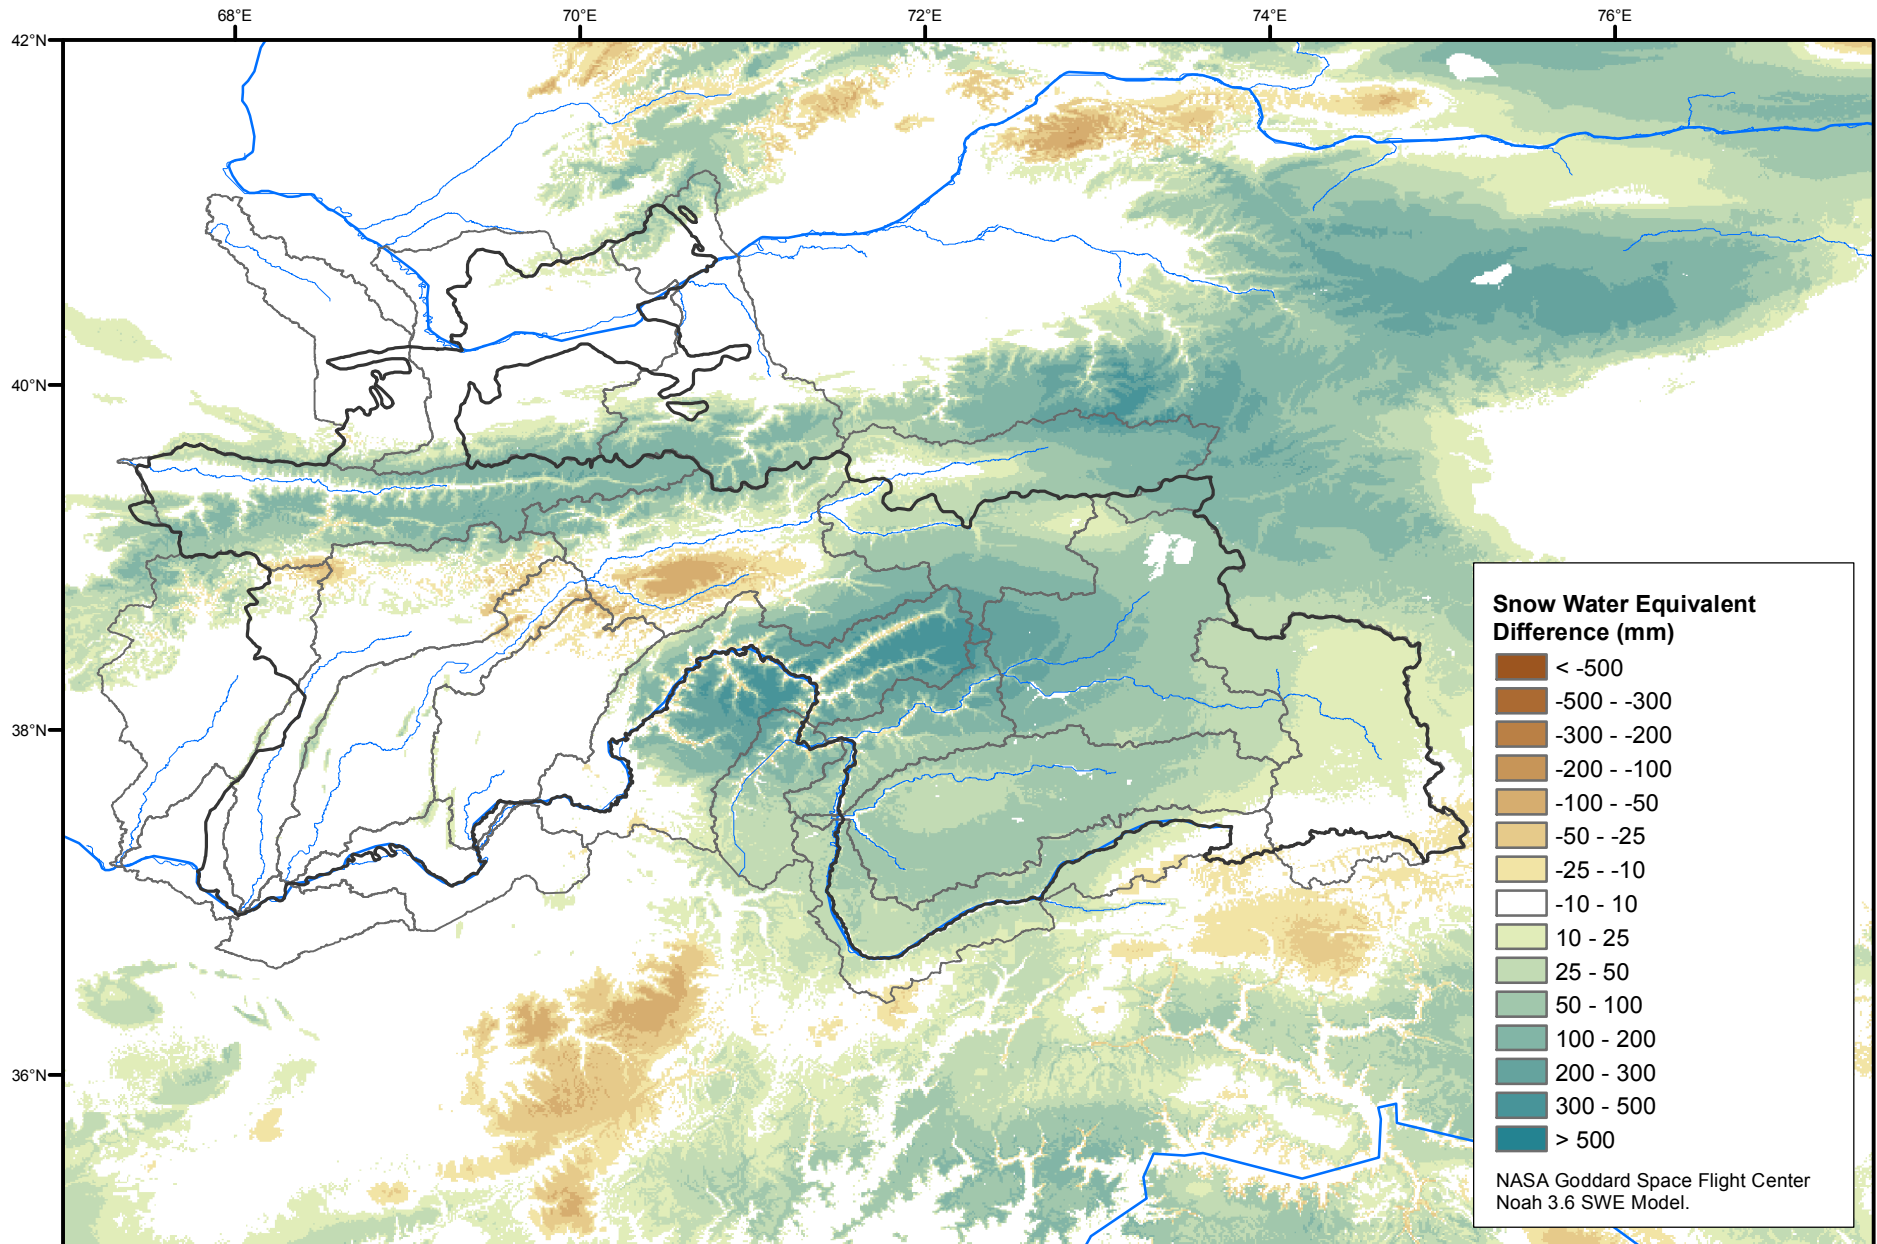 68°E 70°E 72°E 74°E 76°E
42°N
40°N
38°N
36°N
Snow Water Equivalent
Difference (mm)
< -500
-500 - -300
-300 - -200
-200 - -100
-100 - -50
-50 - -25
-25 - -10
-10 - 10
10 - 25
25 - 50
50 - 100
100 - 200
200 - 300
300 - 500
> 500
NASA Goddard Space Flight Center
Noah 3.6 SWE Model.